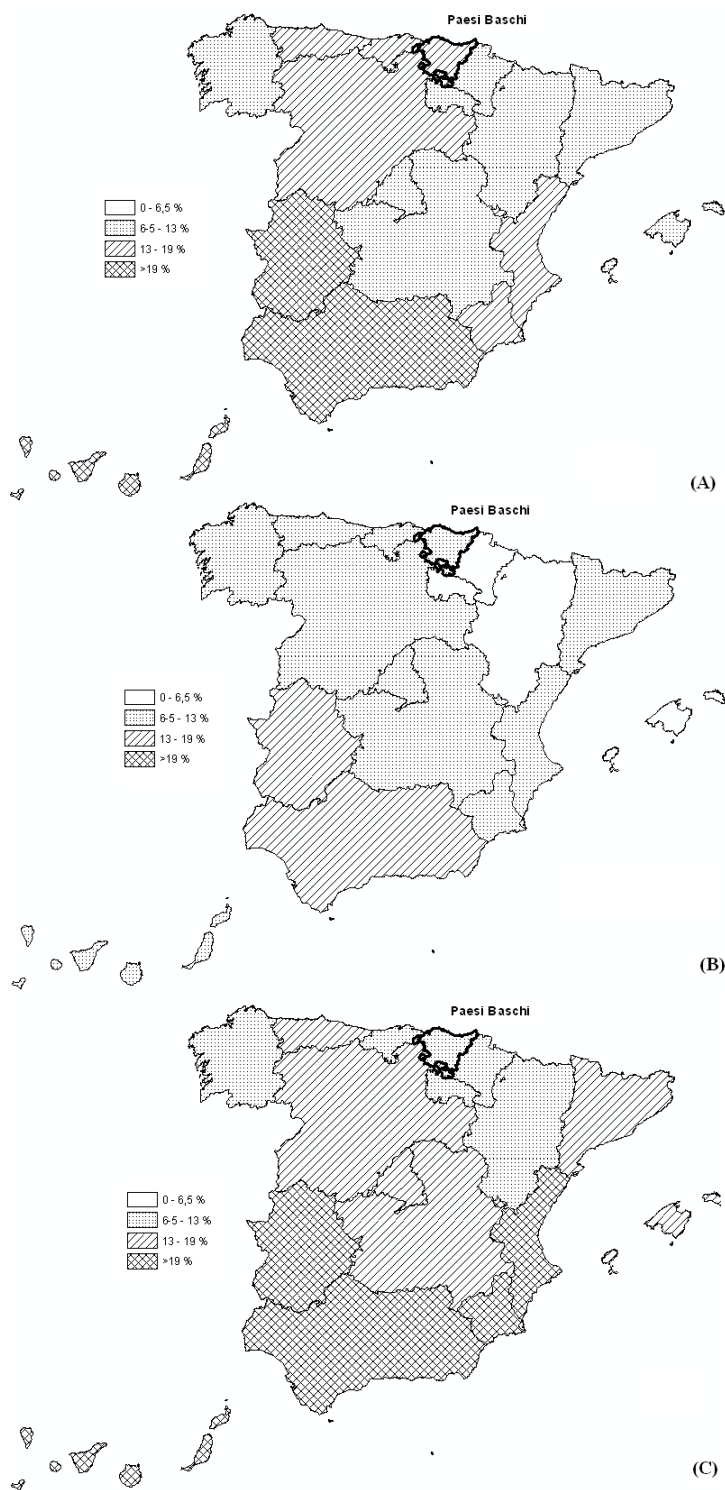 Paesi Baschi
0 - 6,5 %
6-5 - 13 %
13 - 19 %
>19 %
(A)
Paesi Baschi
0 - 6,5 %
6-5 - 13 %
13 - 19 %
>19 %
(B)
Paesi Baschi
0 - 6,5 %
6-5 - 13 %
13 - 19 %
>19 %
(C)